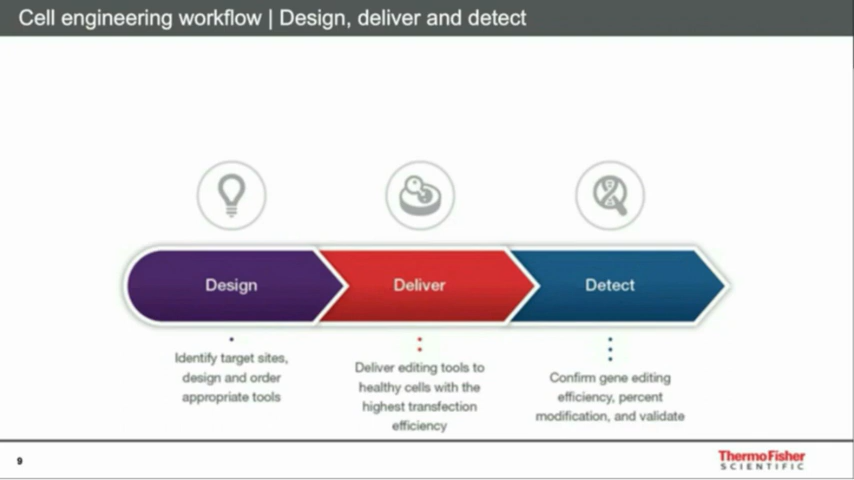 Cell engineering workflow | Design, deliver and detect
Design
Deliver
Detect
Identify target sites,
design and order
appropriate tools
Deliver editing tools to
healthy cells with the
highest transfection
efficiency
Confirm gene editing
efficiency, percent
modification, and validate
9
ThermoFisher
SCIENTIFIC